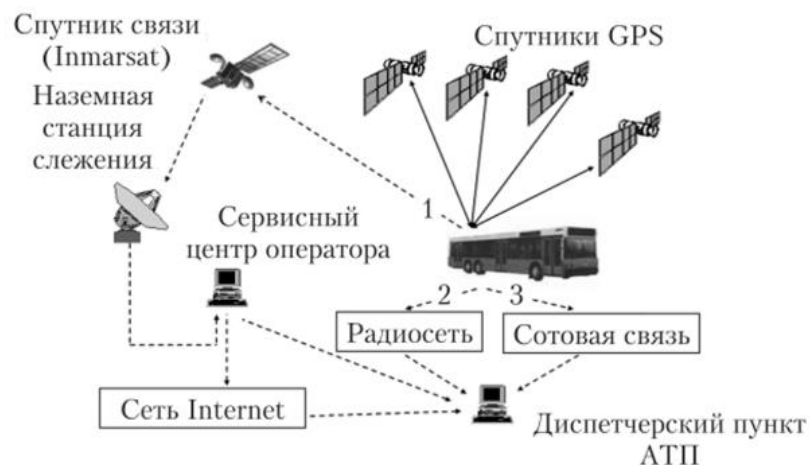 Спутник связи
(Inmarsat)
Спутники GPS
Наземная
станция
слежения
1
Сервисный
центр оператора
2
3
Радиосеть
Сотовая связь
Сеть Internet
Диспетчерский пункт
АТП